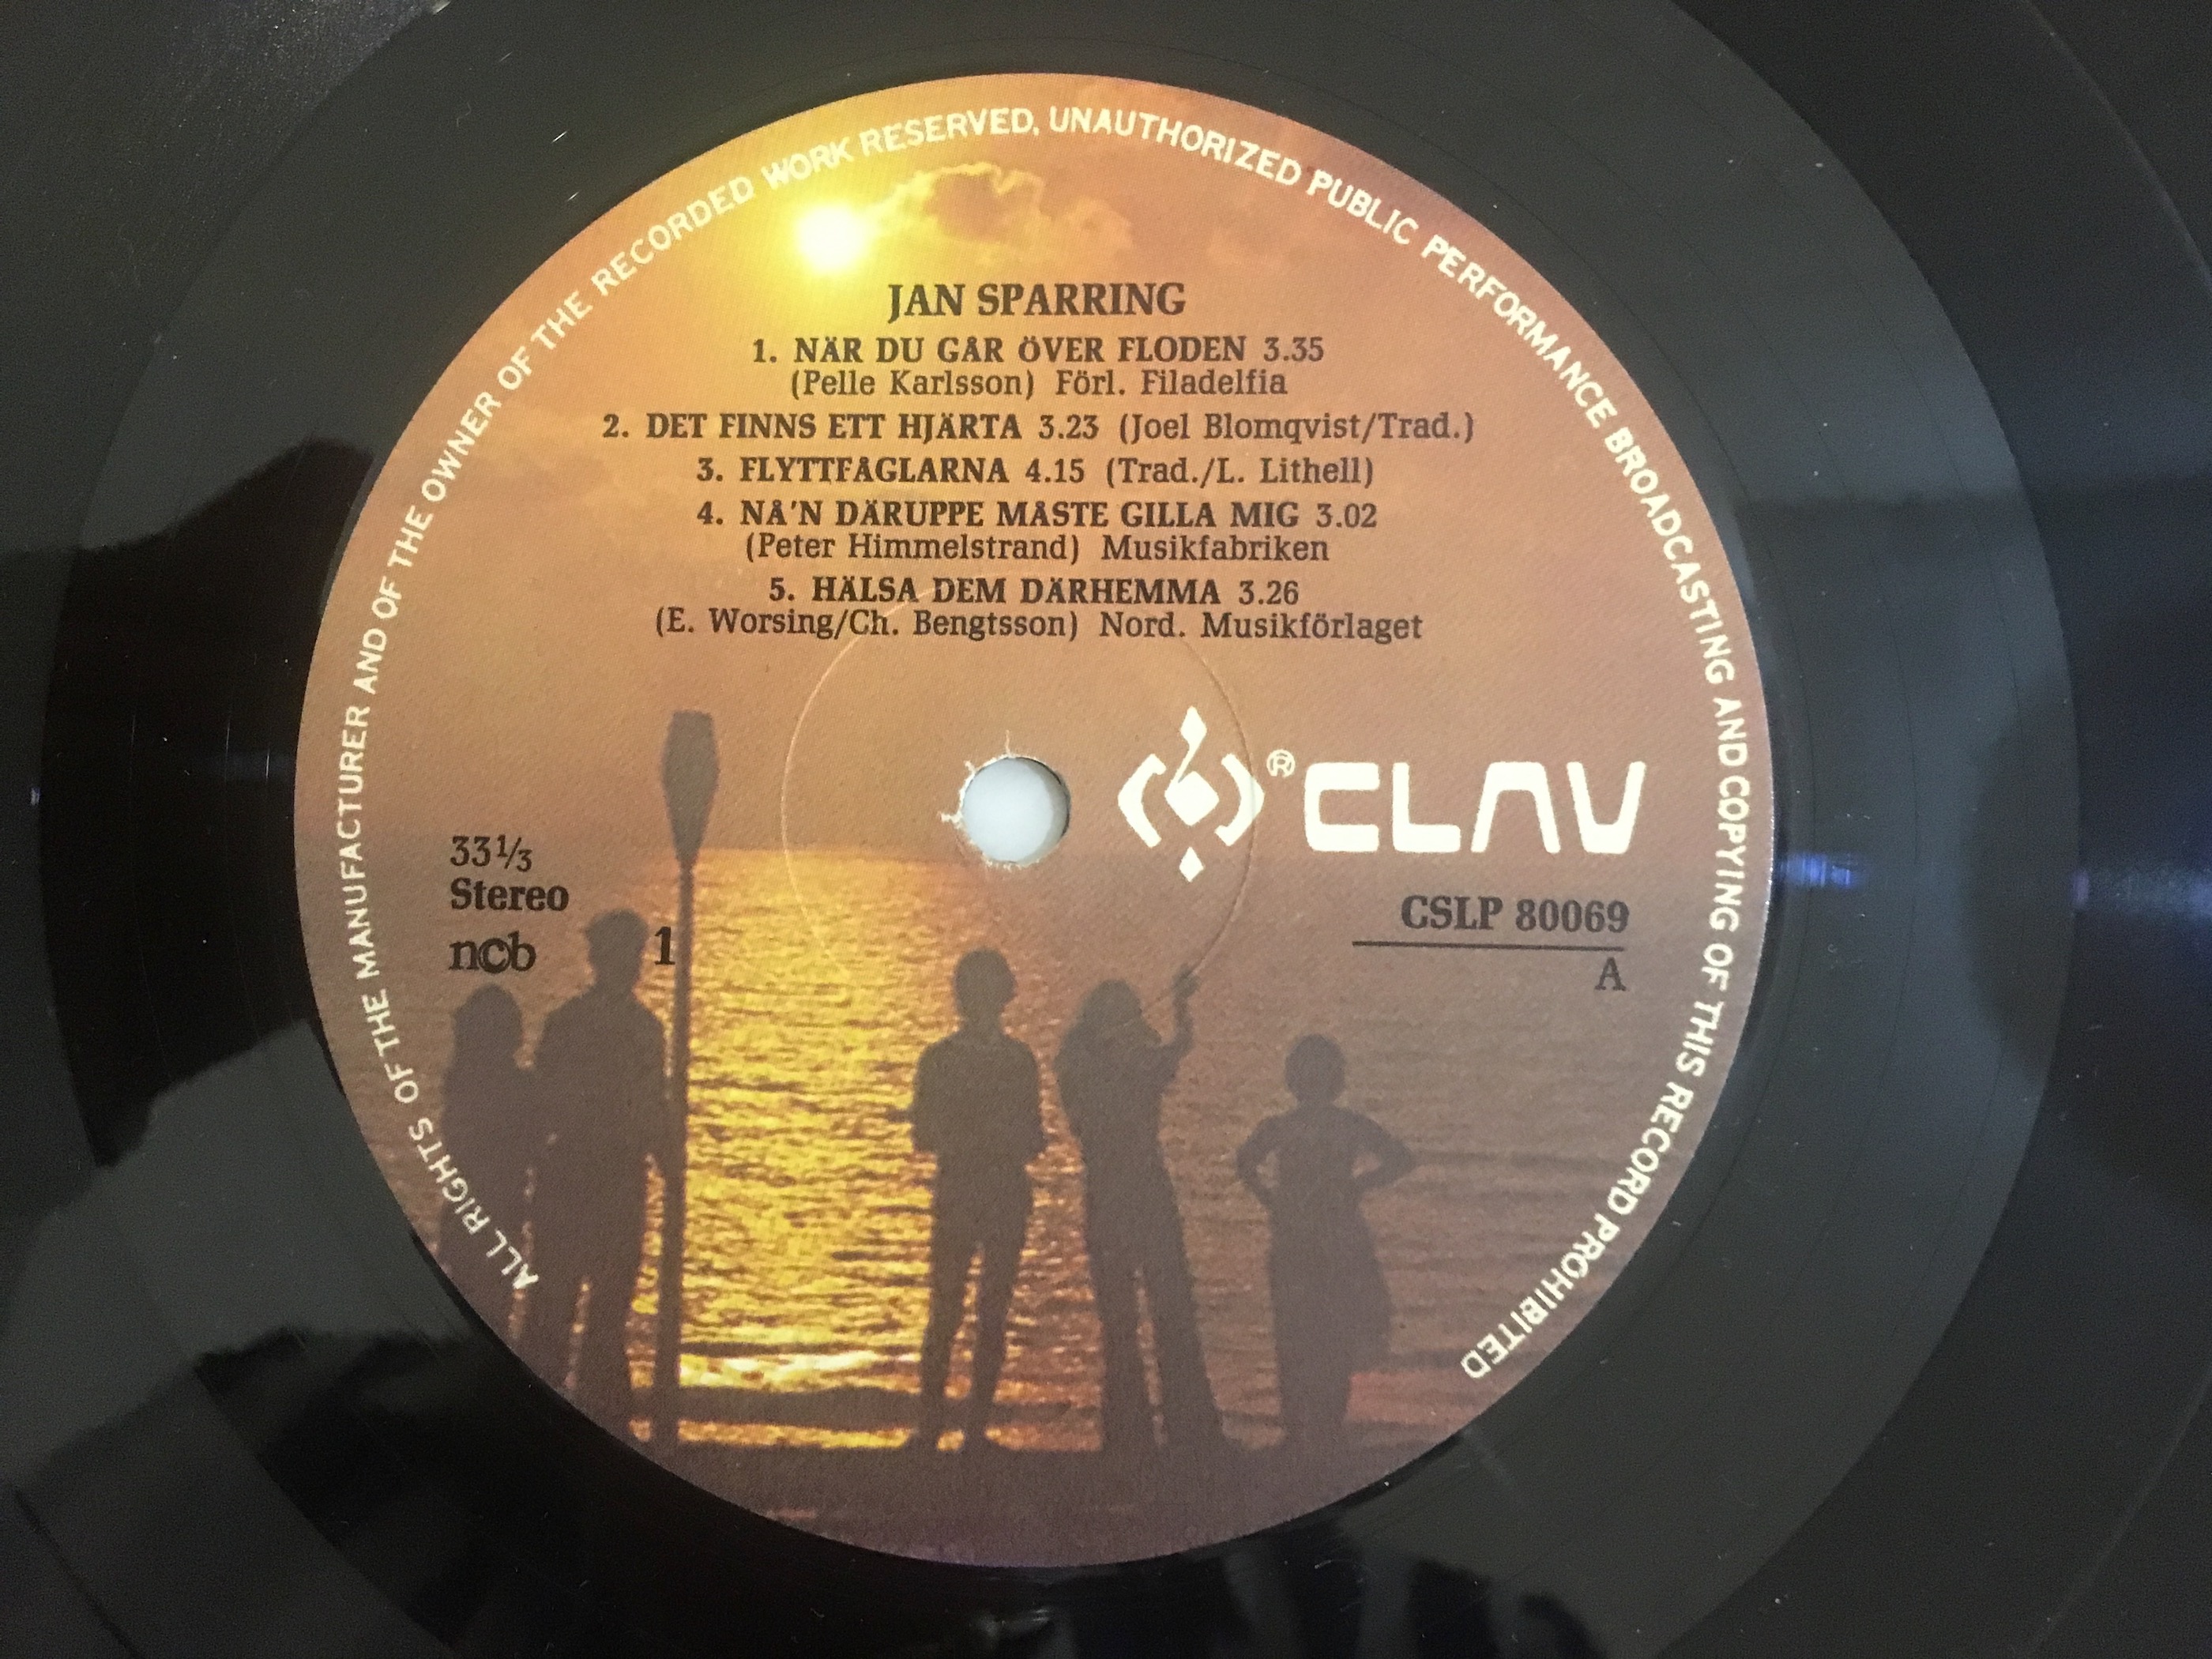 ALL RIGHTS OF THE MANUFACTURER AND OF THE OWNER OF THE RECORDED WORK RESERVED, UNAUTHORIZED PUBLIC PERFORMANCE BROADCASTING AND COPYING OF THIS RECORD PROHIBITED
JAN SPARRING
1. NÄR DU GÅR ÖVER FLODEN 3.35
(Pelle Karlsson) Förl. Filadelfia
2. DET FINNS ETT HJÄRTA 3.23 (Joel Blomqvist/Trad.)
3. FLYTTFÅGLARNA 4.15 (Trad./L. Lithell)
4. NÅ'N DÄRUPPE MÅSTE GILLA MIG 3.02
(Peter Himmelstrand) Musikfabriken
5. HÄLSA DEM DÄRHEMMA 3.26
(E. Worsing/Ch. Bengtsson) Nord. Musikförlaget
® CLAV
33⅓
Stereo
ncb 1
CSLP 80069
A